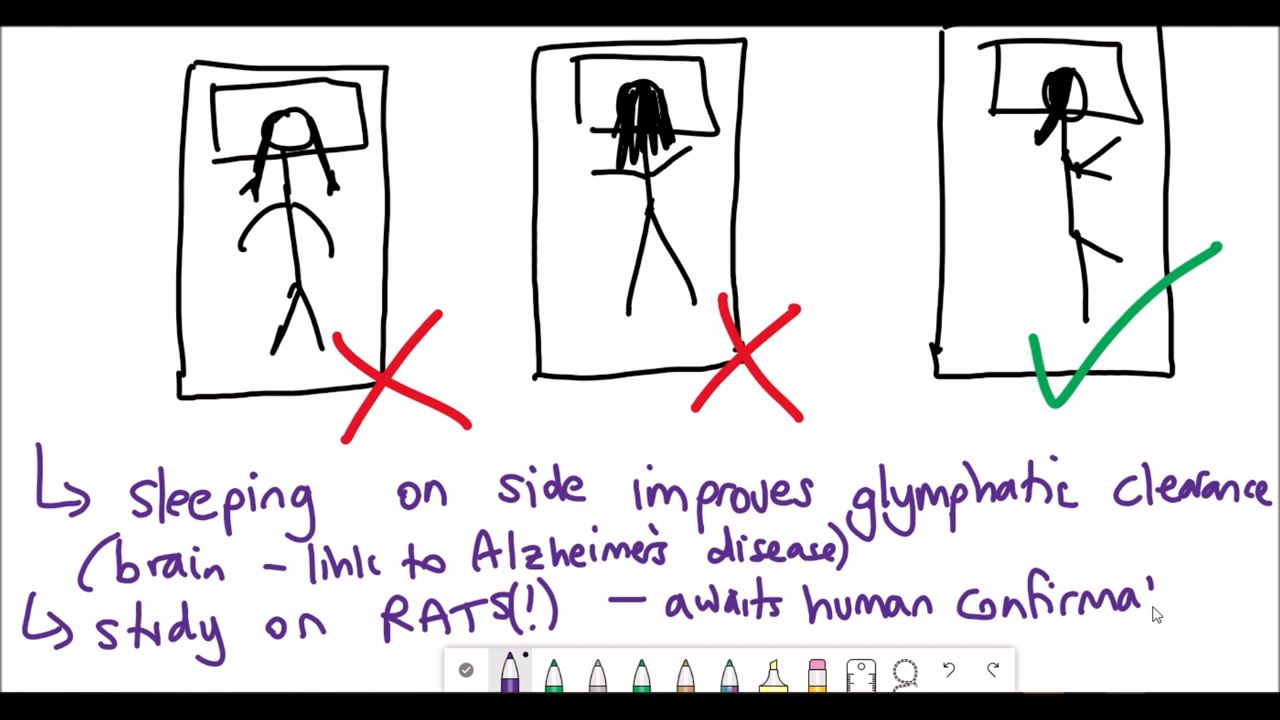 ↳ sleeping on side improves glymphatic clearance
(brain - link to Alzheimer's disease)
↳ study on RATS(!) - awaits human confirma